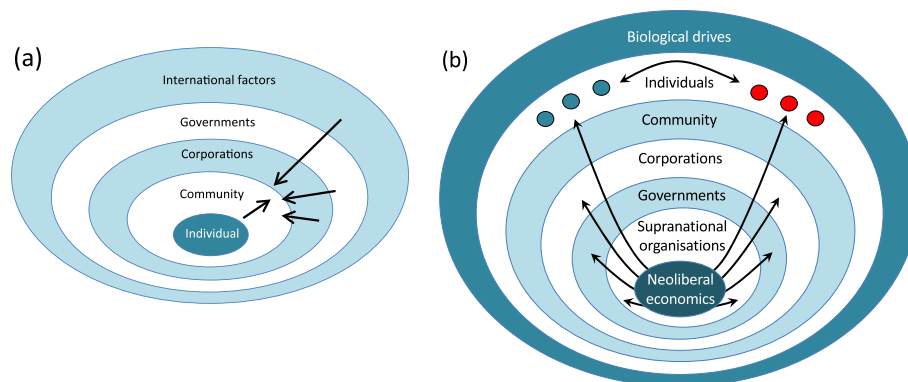 (a)
International factors
Governments
Corporations
Community
Individual
(b)
Biological drives
Individuals
Community
Corporations
Governments
Supranational
organisations
Neoliberal
economics